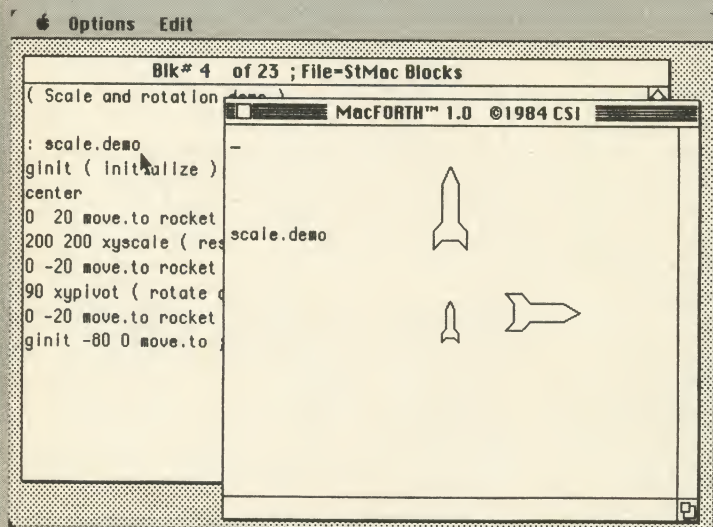 Options Edit
Blk# 4 of 23 ; File=StMac Blocks
( Scale and rotation demo )
: scale.demo
ginit ( initialize )
center
0 20 move.to rocket
200 200 xyscale ( res
0 -20 move.to rocket
90 xypivot ( rotate
0 -20 move.to rocket
ginit -80 0 move.to ;
MacFORTH™ 1.0 ©1984 CSI
scale.demo